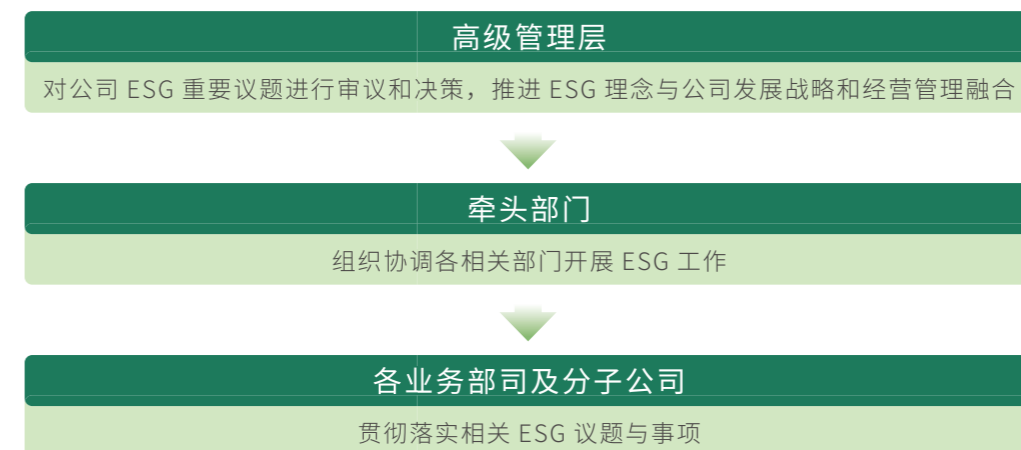 高级管理层
对公司 ESG 重要议题进行审议和决策，推进 ESG 理念与公司发展战略和经营管理融合
牵头部门
组织协调各相关部门开展 ESG 工作
各业务部司及分子公司
贯彻落实相关 ESG 议题与事项